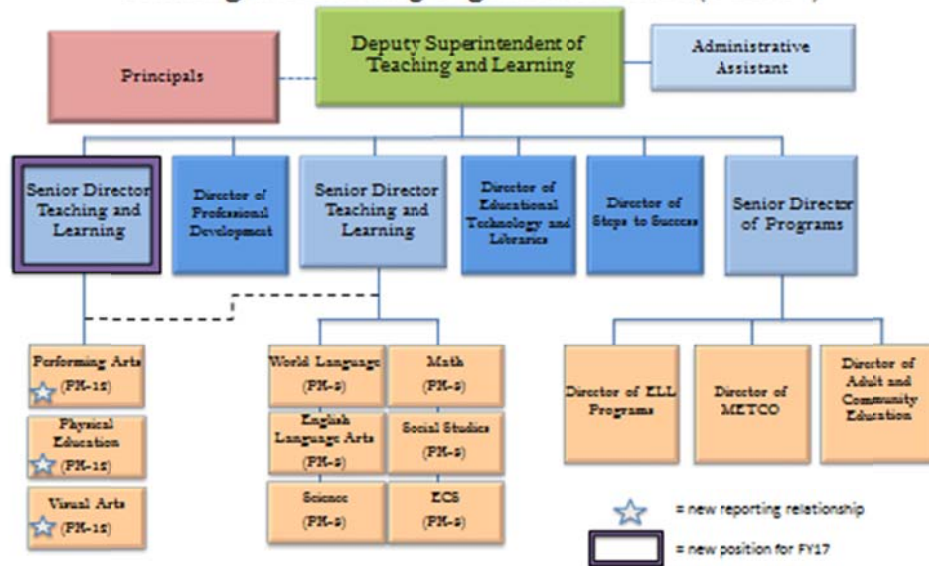 Deputy Superintendent of
Teaching and Learning
Principals
Administrative
Assistant
Senior Director
Teaching and
Learning
Director of
Professional
Development
Senior Director
Teaching and
Learning
Director of
Educational
Technology and
Libraries
Director of
Steps to Success
Senior Director
of Programs
Performing Arts
Physical
Education
Visual Arts
World Language
English
Language Arts
Science
Math
Social Studies
ECS
Director of ELL
Programs
Director of
METCO
Director of
Adult and
Community
Education
= new reporting relationship
= new position for FY17